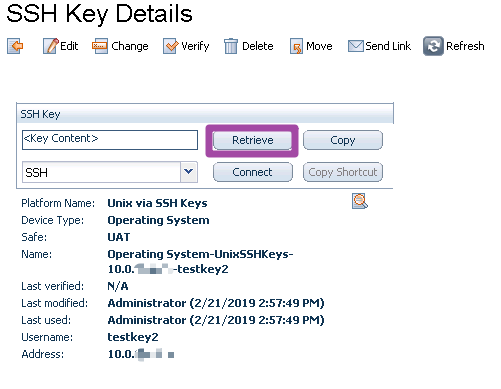 SSH Key Details
Edit Change Verify Delete Move Send Link Refresh
SSH Key
<Key Content> Retrieve Copy
SSH Connect Copy Shortcut
Platform Name: Unix via SSH Keys
Device Type: Operating System
Safe: UAT
Name: Operating System-UnixSSHKeys-
10.0. -testkey2
Last verified: N/A
Last modified: Administrator (2/21/2019 2:57:49 PM)
Last used: Administrator (2/21/2019 2:57:49 PM)
Username: testkey2
Address: 10.0.